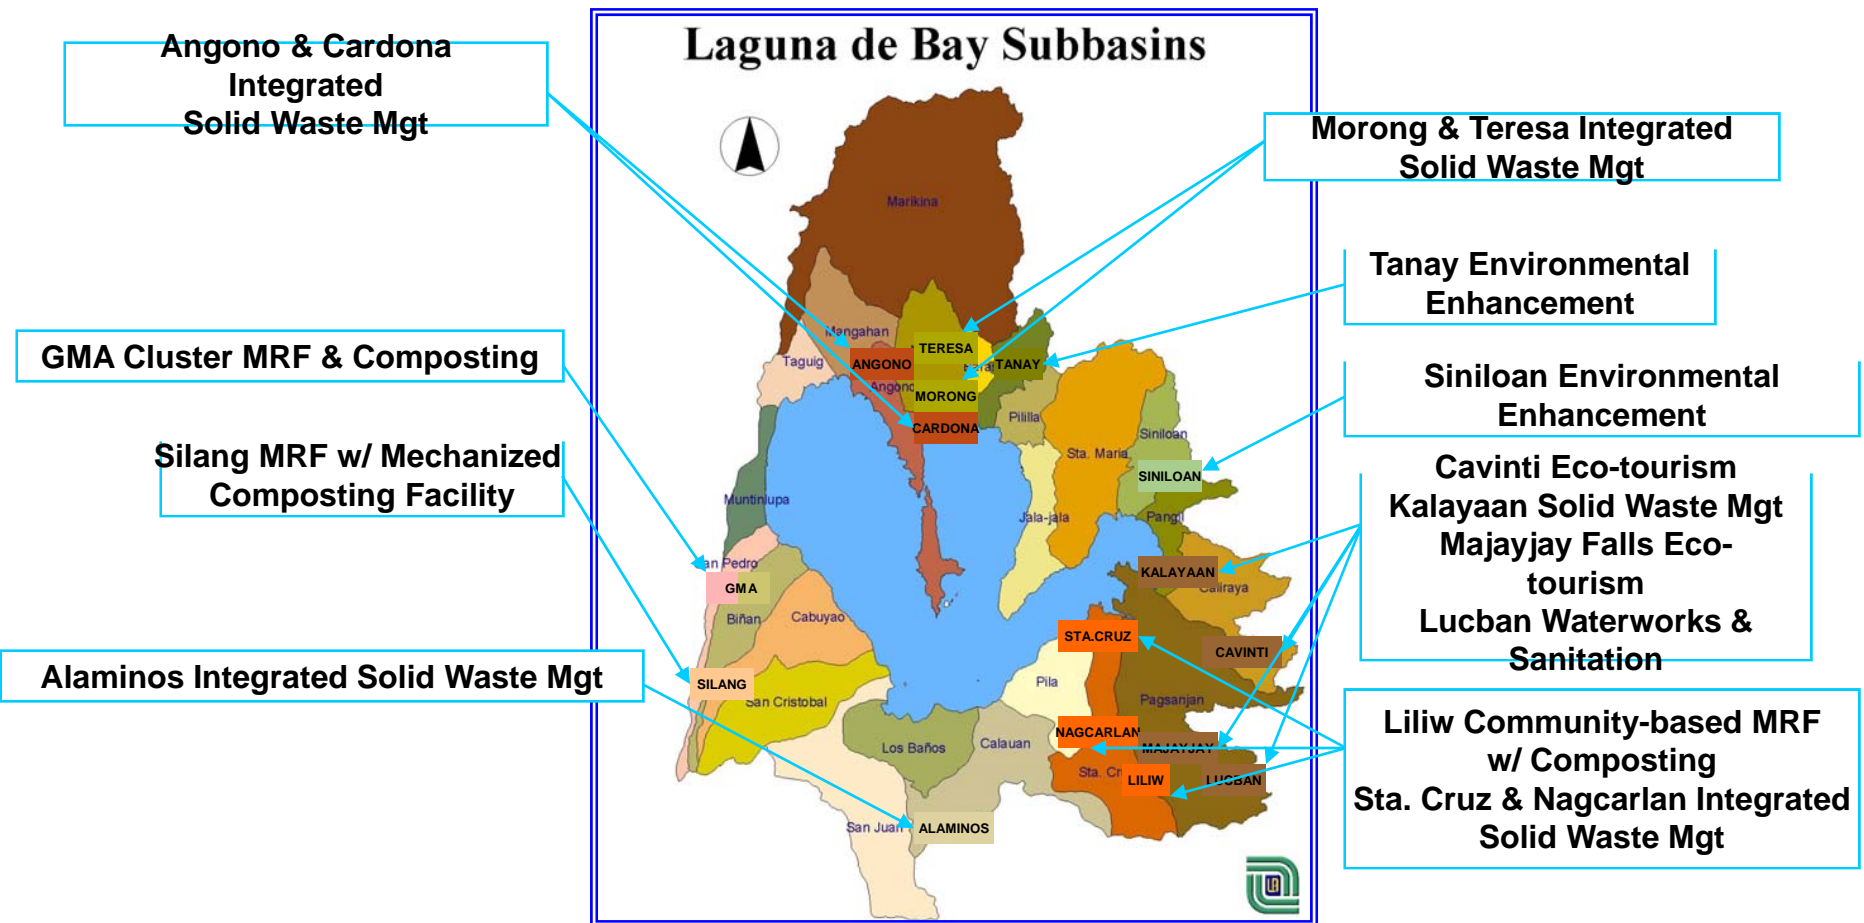 Laguna de Bay Subbasins
Angono & Cardona
Integrated
Solid Waste Mgt
GMA Cluster MRF & Composting
Silang MRF w/ Mechanized
Composting Facility
Alaminos Integrated Solid Waste Mgt
Morong & Teresa Integrated
Solid Waste Mgt
Tanay Environmental
Enhancement
Siniloan Environmental
Enhancement
Cavinti Eco-tourism
Kalayaan Solid Waste Mgt
Majayjay Falls Eco-
tourism
Lucban Waterworks &
Sanitation
Liliw Community-based MRF
w/ Composting
Sta. Cruz & Nagcarlan Integrated
Solid Waste Mgt
Marikina
Mangahan
Taguig
TERESA
ANGONO
TANAY
Angono
MORONG
CARDONA
Pililla
Sta. Maria
Siniloan
SINILOAN
Muntinlupa
Jala-jala
Pangil
an Pedro
KALAYAAN
Caliraya
GMA
Biñan
Cabuyao
STA.CRUZ
CAVINTI
SILANG
San Cristobal
Pila
Pagsanjan
NAGCARLAN
MAJAYJAY
Los Baños
Calauan
Sta. Cr
LILIW
LUCBAN
San Juan
ALAMINOS